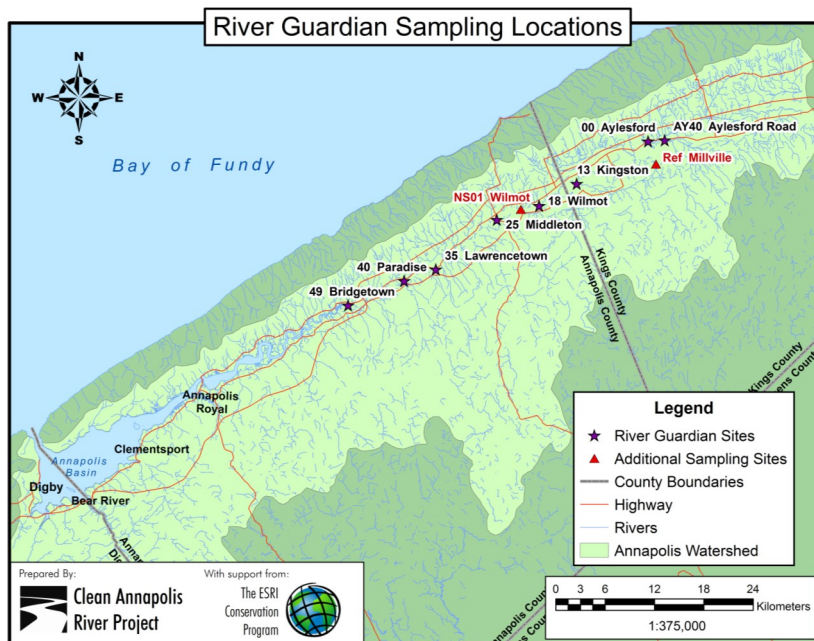 River Guardian Sampling Locations
N
W E
S
Bay of Fundy
00 Aylesford
AY40 Aylesford Road
Ref Millville
13 Kingston
NS01 Wilmot
18 Wilmot
25 Middleton
35 Lawrencetown
40 Paradise
49 Bridgetown
Kings County
Annapolis County
Annapolis
Royal
Clementsport
Annapolis
Basin
Digby
Bear River
Kings County
ens County
Annapolis Coun
Legend
River Guardian Sites
Additional Sampling Sites
County Boundaries
Highway
Rivers
Annapolis Watershed
Prepared By:
Clean Annapolis
River Project
With support from:
The ESRI
Conservation
Program
0 3 6 12 18 24
Kilometers
1:375,000